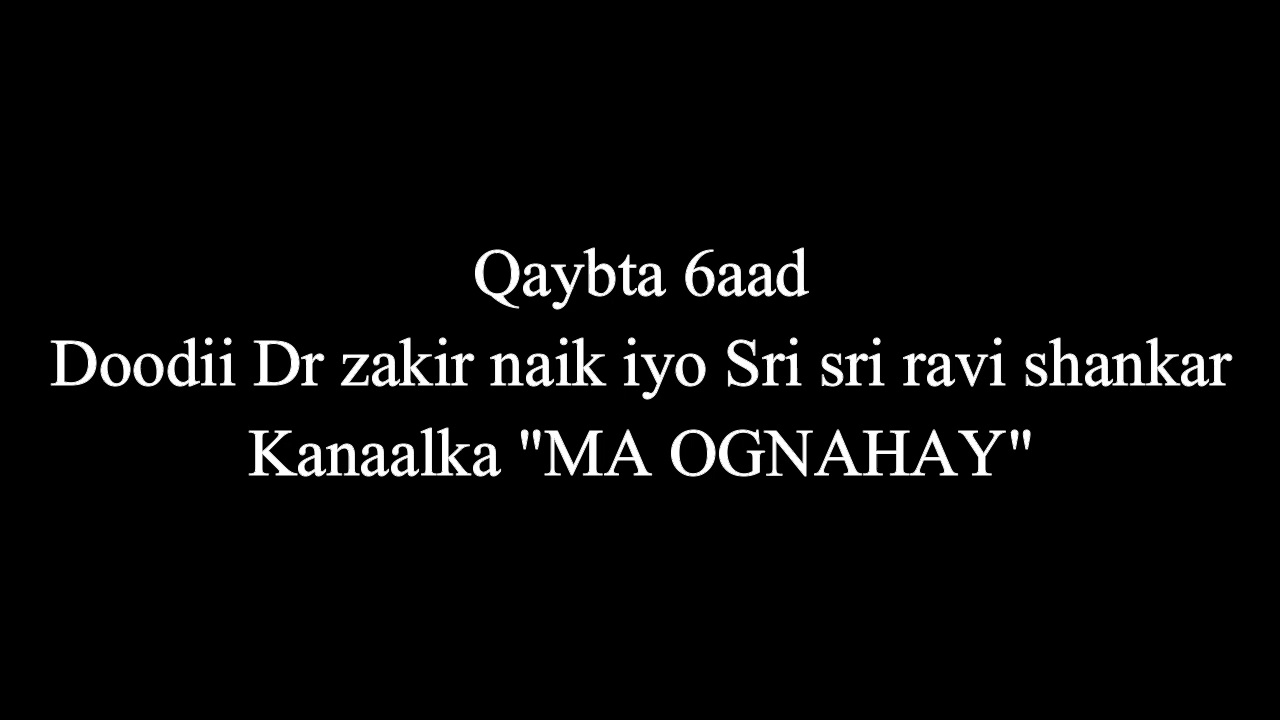 Qaybta 6aad
Doodii Dr zakir naik iyo Sri sri ravi shankar
Kanaalka "MA OGNAHAY"